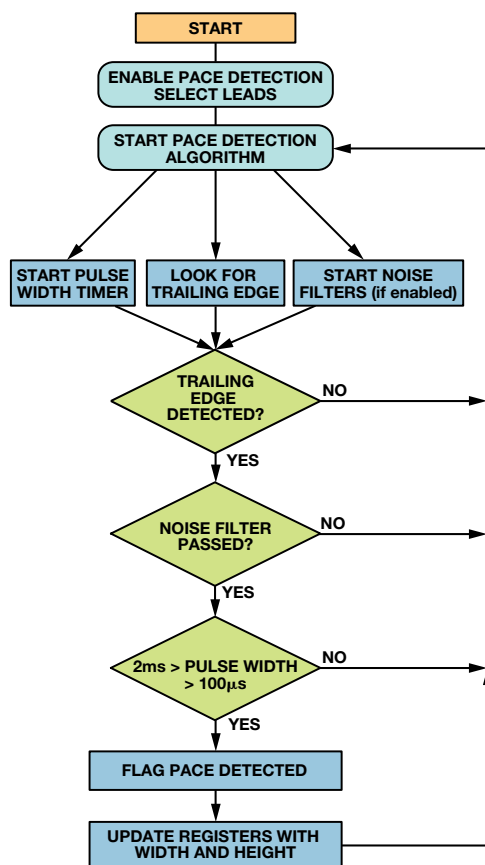 START
ENABLE PACE DETECTION
SELECT LEADS
START PACE DETECTION
ALGORITHM
START PULSE
WIDTH TIMER
LOOK FOR
TRAILING EDGE
START NOISE
FILTERS (if enabled)
TRAILING
EDGE
DETECTED?
NO
YES
NOISE FILTER
PASSED?
NO
YES
2ms > PULSE WIDTH
> 100µs
NO
YES
FLAG PACE DETECTED
UPDATE REGISTERS WITH
WIDTH AND HEIGHT